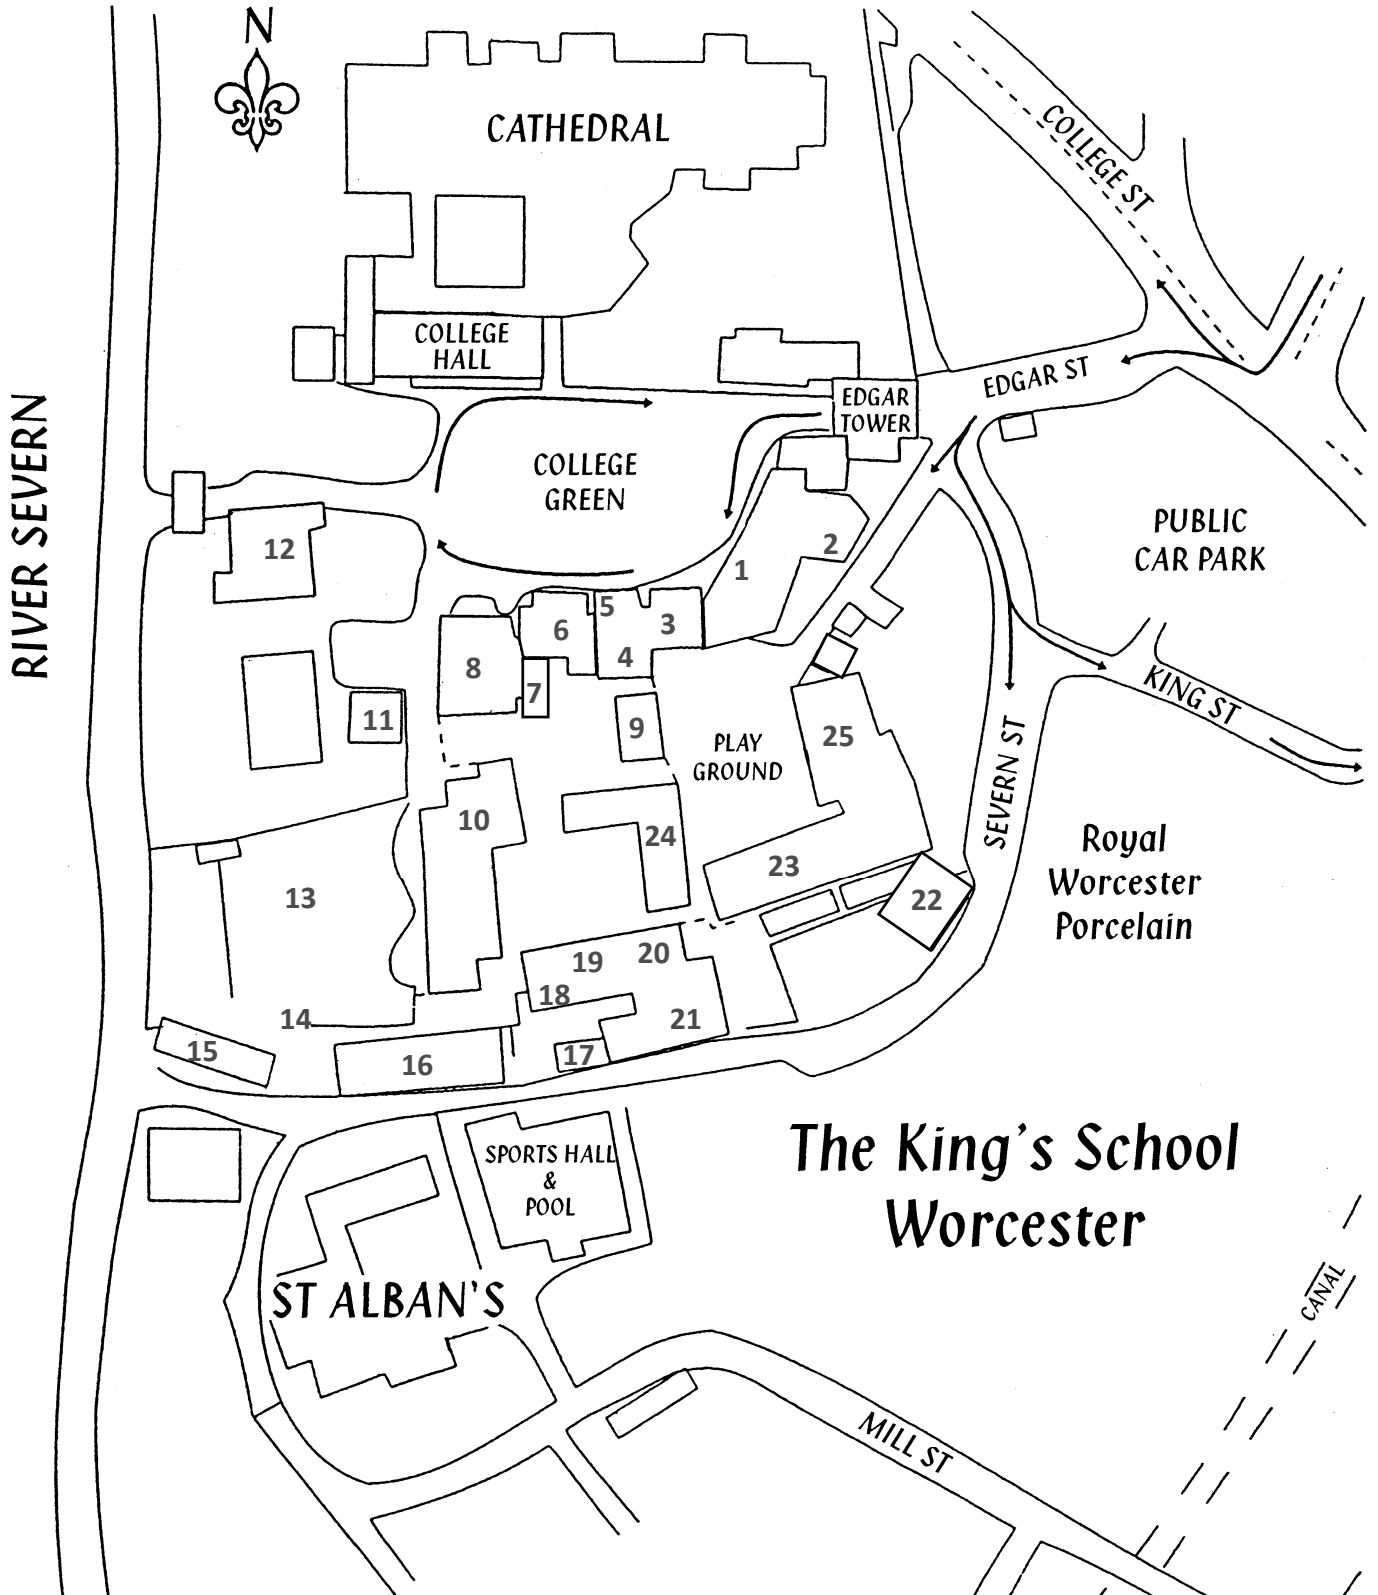 N
CATHEDRAL
COLLEGE ST
COLLEGE
HALL
EDGAR ST
EDGAR
TOWER
RIVER SEVERN
COLLEGE
GREEN
PUBLIC
CAR PARK
12
2
1
5
6
3
4
8
7
11
9
KING ST
PLAY
GROUND
25
SEVERN ST
10
24
Royal
Worcester
Porcelain
23
13
22
19
20
18
14
21
15
16
17
The King's School
Worcester
SPORTS HALL
&
POOL
ST ALBAN'S
CANAL
MILL ST